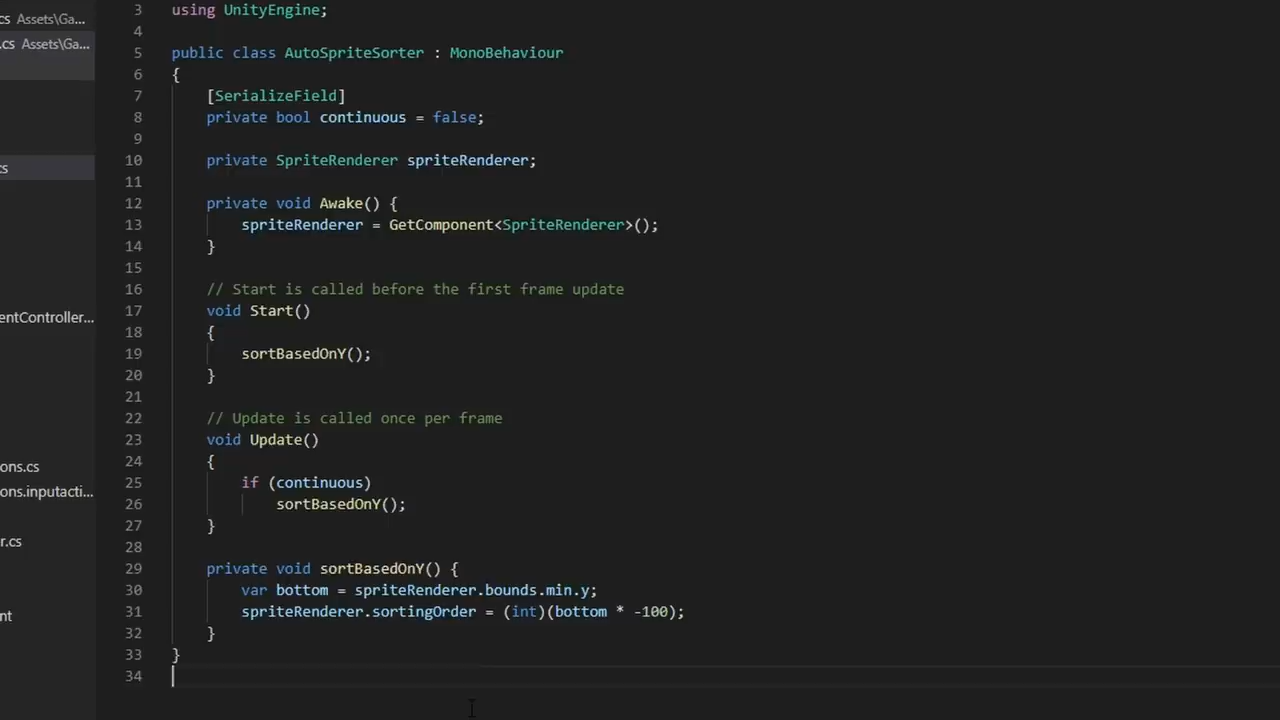 cs Assets\Ga...
.cs Assets\Ga...
cs
entController...
ons.cs
ons.inputacti...
r.cs
nt
3 using UnityEngine;
4
5 public class AutoSpriteSorter : MonoBehaviour
6 {
7 [SerializeField]
8 private bool continuous = false;
9
10 private SpriteRenderer spriteRenderer;
11
12 private void Awake() {
13 spriteRenderer = GetComponent<SpriteRenderer>();
14 }
15
16 // Start is called before the first frame update
17 void Start()
18 {
19 sortBasedOnY();
20 }
21
22 // Update is called once per frame
23 void Update()
24 {
25 if (continuous)
26 sortBasedOnY();
27 }
28
29 private void sortBasedOnY() {
30 var bottom = spriteRenderer.bounds.min.y;
31 spriteRenderer.sortingOrder = (int)(bottom * -100);
32 }
33 }
34